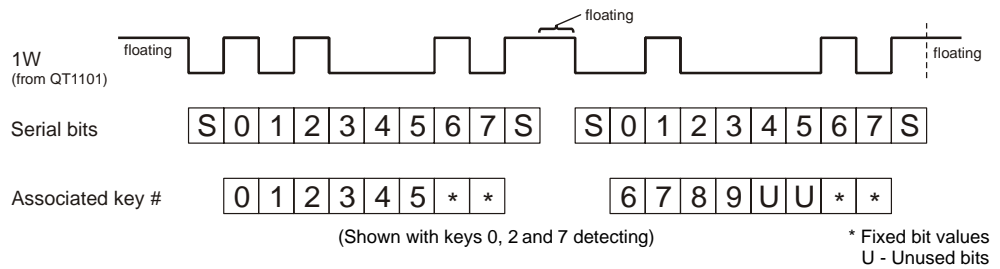 floating
floating
floating
1W
(from QT1101)
Serial bits S 0 1 2 3 4 5 6 7 S S 0 1 2 3 4 5 6 7 S
Associated key # 0 1 2 3 4 5 * * 6 7 8 9 U U * *
(Shown with keys 0, 2 and 7 detecting)
* Fixed bit values
U - Unused bits